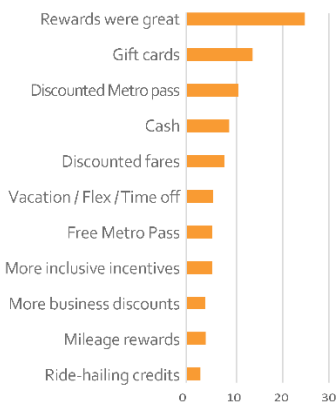 Rewards were great
Gift cards
Discounted Metro pass
Cash
Discounted fares
Vacation / Flex / Time off
Free Metro Pass
More inclusive incentives
More business discounts
Mileage rewards
Ride-hailing credits
0 10 20 30